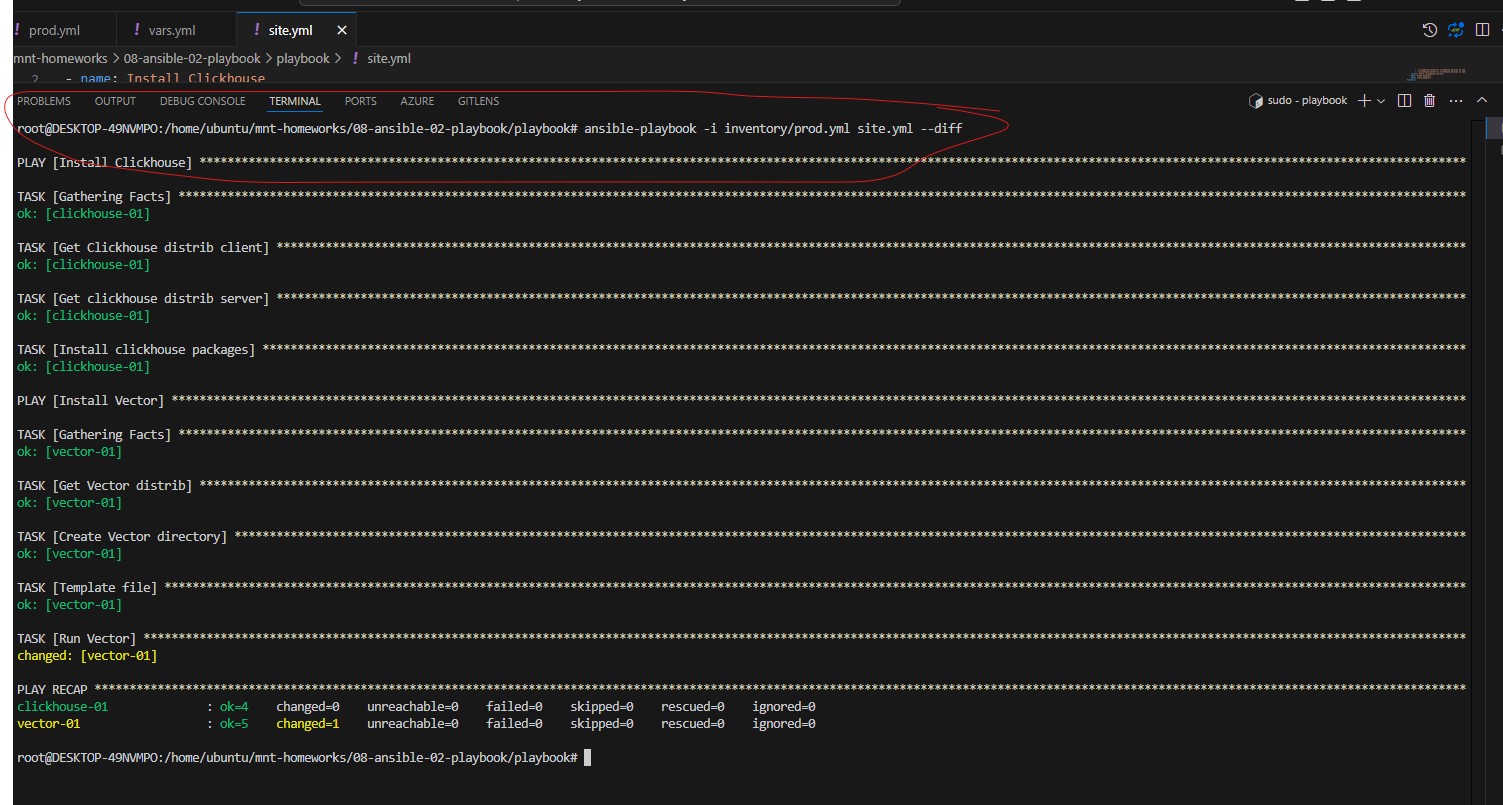 ! prod.yml ! vars.yml ! site.yml ×
mnt-homeworks > 08-ansible-02-playbook > playbook > ! site.yml
2 - name: Install Clickhouse
PROBLEMS OUTPUT DEBUG CONSOLE TERMINAL PORTS AZURE GITLENS sudo - playbook
root@DESKTOP-49NVMPO:/home/ubuntu/mnt-homeworks/08-ansible-02-playbook/playbook# ansible-playbook -i inventory/prod.yml site.yml --diff
PLAY [Install Clickhouse] ****************************************************************
TASK [Gathering Facts] ****************************************************************
ok: [clickhouse-01]
TASK [Get Clickhouse distrib client] ****************************************************************
ok: [clickhouse-01]
TASK [Get clickhouse distrib server] ****************************************************************
ok: [clickhouse-01]
TASK [Install clickhouse packages] ****************************************************************
ok: [clickhouse-01]
PLAY [Install Vector] ****************************************************************
TASK [Gathering Facts] ****************************************************************
ok: [vector-01]
TASK [Get Vector distrib] ****************************************************************
ok: [vector-01]
TASK [Create Vector directory] ****************************************************************
ok: [vector-01]
TASK [Template file] ****************************************************************
ok: [vector-01]
TASK [Run Vector] ****************************************************************
changed: [vector-01]
PLAY RECAP ****************************************************************
clickhouse-01 : ok=4 changed=0 unreachable=0 failed=0 skipped=0 rescued=0 ignored=0
vector-01 : ok=5 changed=1 unreachable=0 failed=0 skipped=0 rescued=0 ignored=0
root@DESKTOP-49NVMPO:/home/ubuntu/mnt-homeworks/08-ansible-02-playbook/playbook#